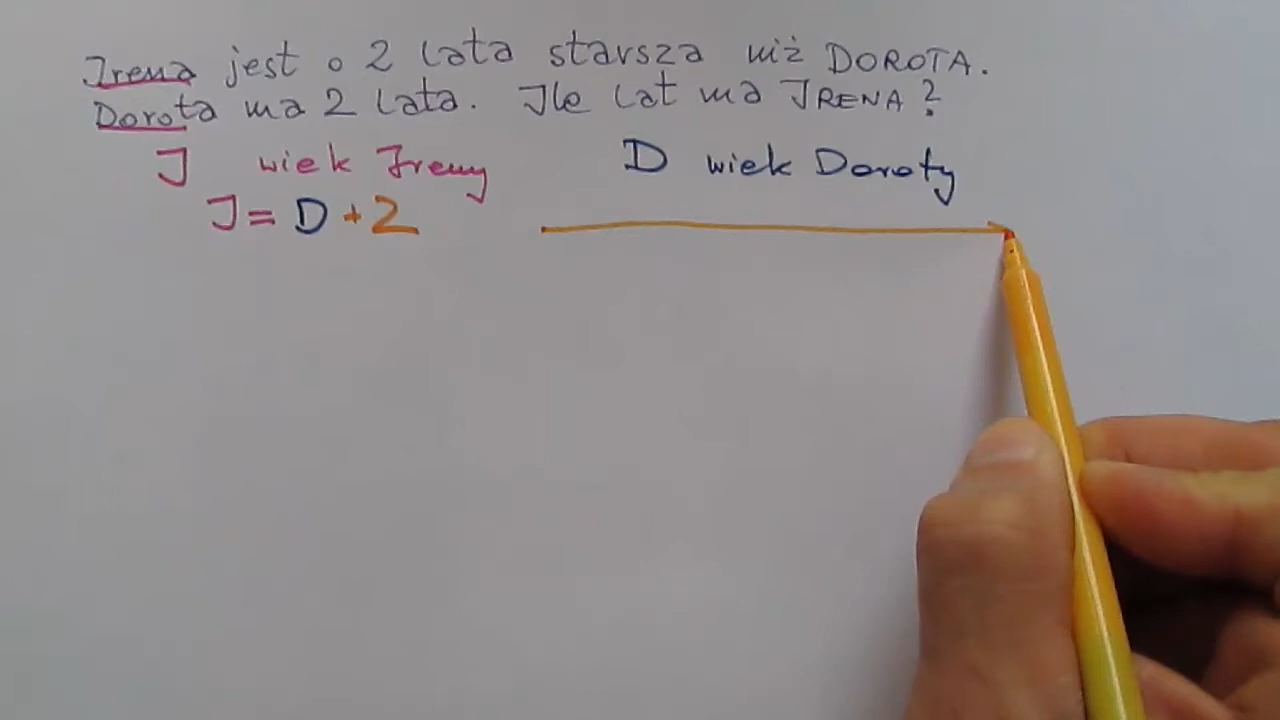 Irena jest o 2 lata starsza niż DOROTA.
Dorota ma 2 lata. Ile lat ma IRENA?
I wiek Ireny D wiek Doroty
I = D + 2